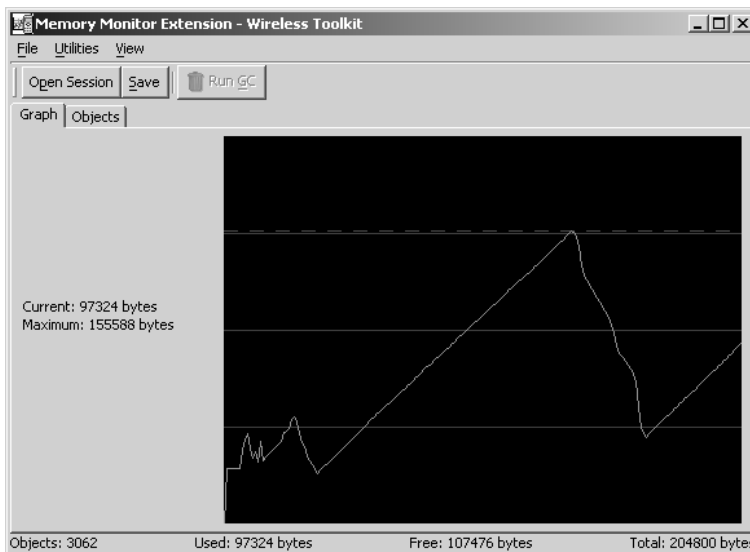 Memory Monitor Extension - Wireless Toolkit
File Utilities View
Open Session Save Run GC
Graph Objects
Current: 97324 bytes
Maximum: 155588 bytes
Objects: 3062 Used: 97324 bytes Free: 107476 bytes Total: 204800 bytes